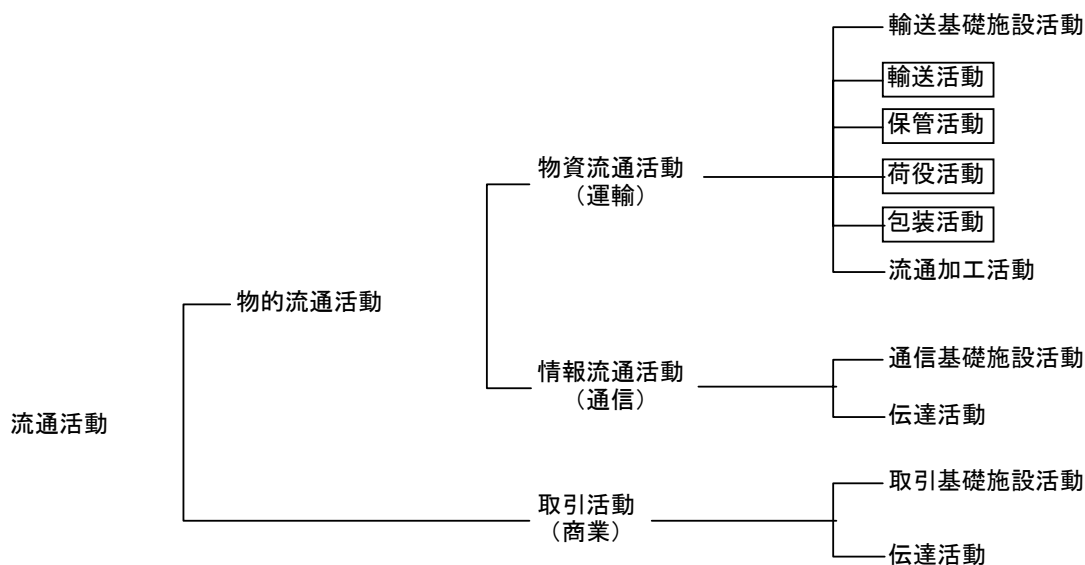 輸送基礎施設活動
輸送活動
保管活動
物資流通活動
（運輸）
荷役活動
包装活動
流通加工活動
物的流通活動
情報流通活動
（通信）
通信基礎施設活動
伝達活動
流通活動
取引活動
（商業）
取引基礎施設活動
伝達活動